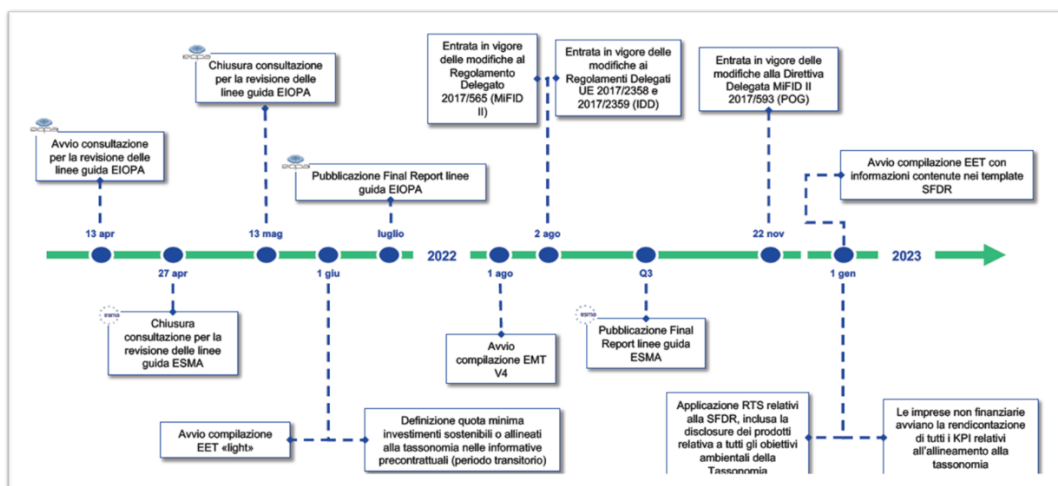 eiopa
Chiusura consultazione
per la revisione delle
linee guida EIOPA
Entrata in vigore
delle modifiche al
Regolamento
Delegato
2017/565 (MiFID
II)
Entrata in vigore delle
modifiche ai
Regolamenti Delegati
UE 2017/2358 e
2017/2359 (IDD)
Entrata in vigore delle
modifiche alla Direttiva
Delegata MiFID II
2017/593 (POG)
eiopa
Avvio consultazione
per la revisione delle
linee guida EIOPA
eiopa
Pubblicazione Final Report linee
guida EIOPA
Avvio compilazione EET con
informazioni contenute nei template
SFDR
13 apr
13 mag
luglio
2 ago
22 nov
2022
2023
27 apr
1 giu
1 ago
Q3
1 gen
esma
Chiusura
consultazione per la
revisione delle linee
guida ESMA
Avvio
compilazione EMT
V4
esma
Pubblicazione Final
Report linee guida
ESMA
Avvio compilazione
EET «light»
Definizione quota minima
investimenti sostenibili o allineati
alla tassonomia nelle informative
precontrattuali (periodo transitorio)
Applicazione RTS relativi
alla SFDR, inclusa la
disclosure dei prodotti
relativa a tutti gli obiettivi
ambientali della
Tassonomia
Le imprese non finanziarie
avviano la rendicontazione
di tutti i KPI relativi
all'allineamento alla
tassonomia